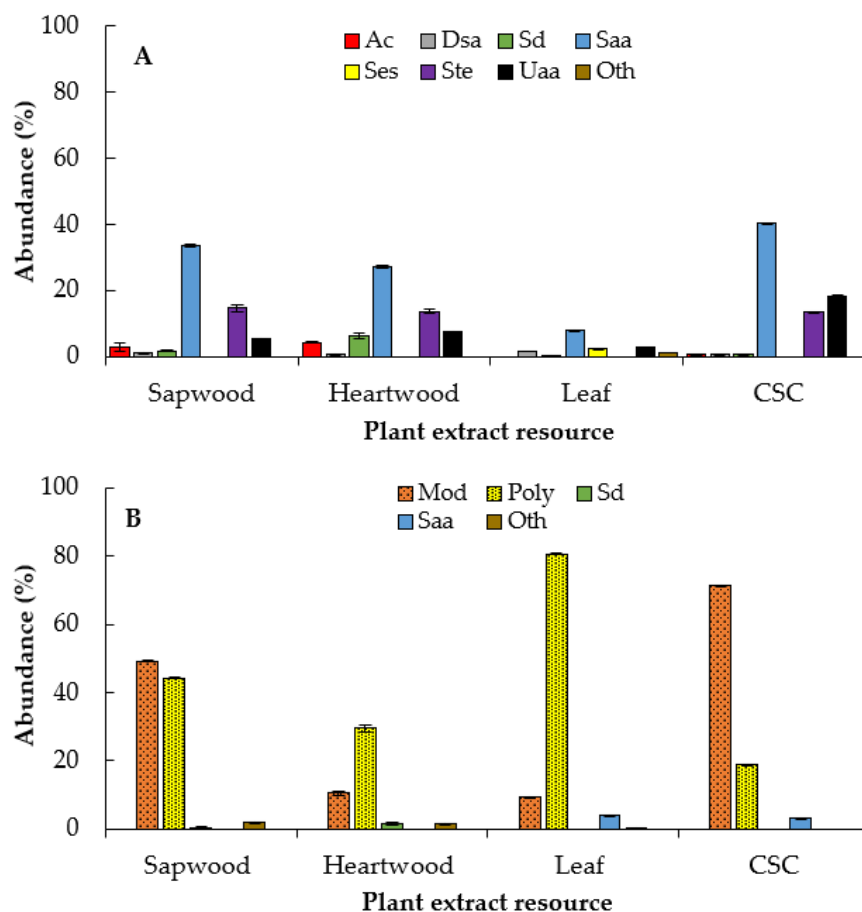 100
A
Ac Dsa Sd Saa
Ses Ste Uaa Oth
80
60
40
20
0
Abundance (%)
Sapwood Heartwood Leaf CSC
Plant extract resource
100
B
Mod Poly Sd
Saa Oth
80
60
40
20
0
Abundance (%)
Sapwood Heartwood Leaf CSC
Plant extract resource